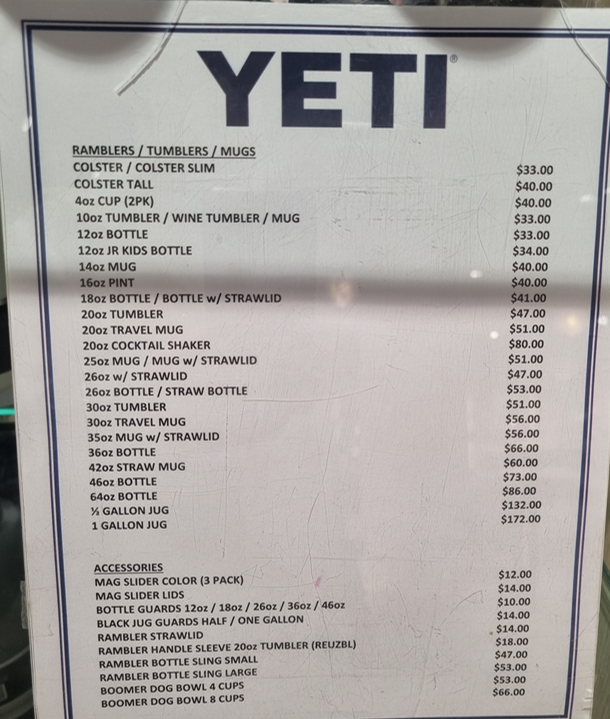 YETI®
RAMBLERS / TUMBLERS / MUGS
COLSTER / COLSTER SLIM $33.00
COLSTER TALL $40.00
4oz CUP (2PK) $40.00
10oz TUMBLER / WINE TUMBLER / MUG $33.00
12oz BOTTLE $33.00
12oz JR KIDS BOTTLE $34.00
14oz MUG $40.00
16oz PINT $40.00
18oz BOTTLE / BOTTLE w/ STRAWLID $41.00
20oz TUMBLER $47.00
20oz TRAVEL MUG $51.00
20oz COCKTAIL SHAKER $80.00
25oz MUG / MUG w/ STRAWLID $51.00
26oz w/ STRAWLID $47.00
26oz BOTTLE / STRAW BOTTLE $53.00
30oz TUMBLER $51.00
30oz TRAVEL MUG $56.00
35oz MUG w/ STRAWLID $56.00
36oz BOTTLE $66.00
42oz STRAW MUG $60.00
46oz BOTTLE $73.00
64oz BOTTLE $86.00
½ GALLON JUG $132.00
1 GALLON JUG $172.00
ACCESSORIES
MAG SLIDER COLOR (3 PACK) $12.00
MAG SLIDER LIDS $14.00
BOTTLE GUARDS 12oz / 18oz / 26oz / 36oz / 46oz $10.00
BLACK JUG GUARDS HALF / ONE GALLON $14.00
RAMBLER STRAWLID $14.00
RAMBLER HANDLE SLEEVE 20oz TUMBLER (REUZBL) $18.00
RAMBLER BOTTLE SLING SMALL $47.00
RAMBLER BOTTLE SLING LARGE $53.00
BOOMER DOG BOWL 4 CUPS $53.00
BOOMER DOG BOWL 8 CUPS $66.00